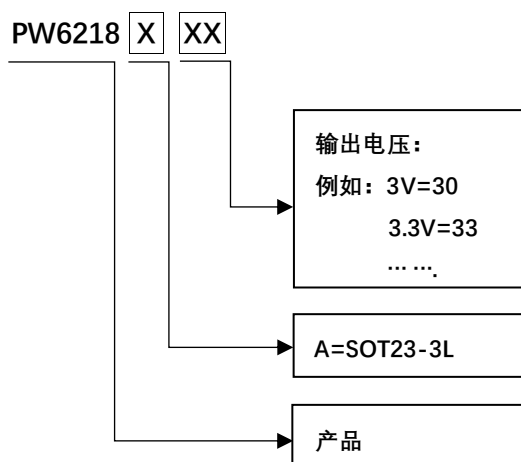 PW6218 X XX
输出电压：
例如：3V=30
3.3V=33
... ....
A=SOT23-3L
产品